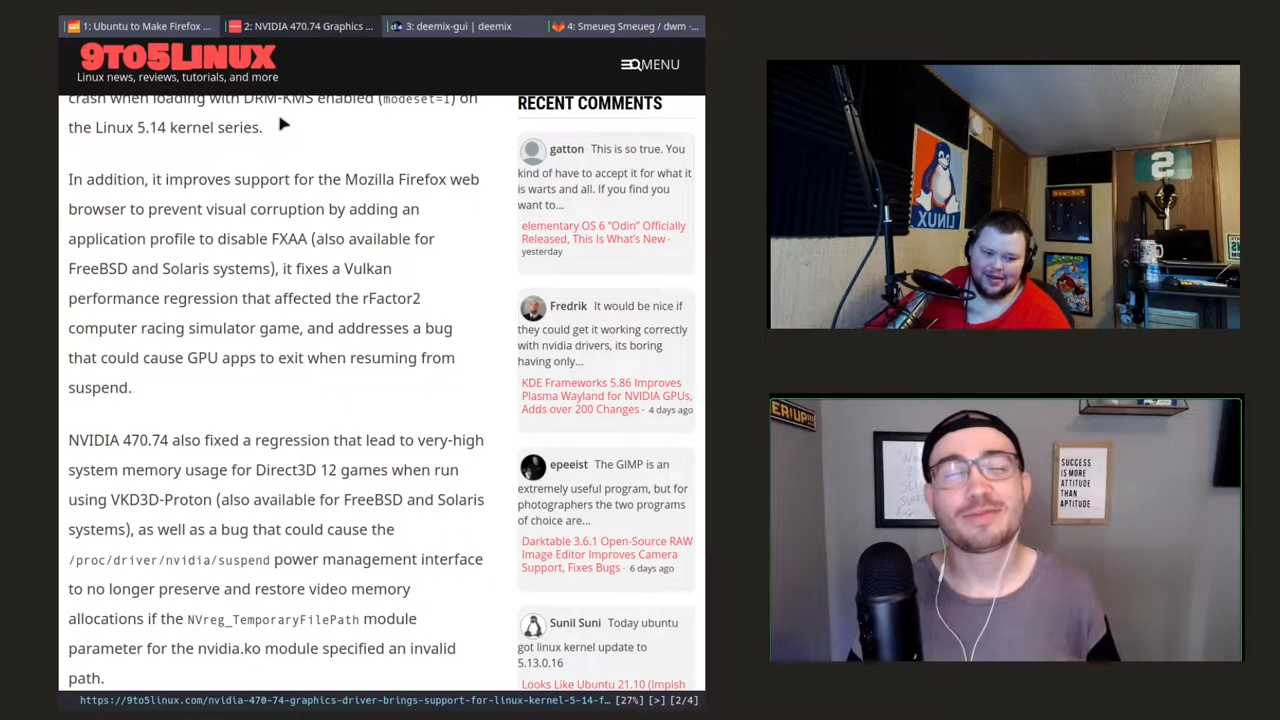 1: Ubuntu to Make Firefox ...
2: NVIDIA 470.74 Graphics ...
3: deemix-gui | deemix
4: Smeueg Smeueg / dwm · ...
9TO5LINUX
Linux news, reviews, tutorials, and more
MENU
crash when loading with DRM-KMS enabled (modeset=1) on
the Linux 5.14 kernel series.
In addition, it improves support for the Mozilla Firefox web
browser to prevent visual corruption by adding an
application profile to disable FXAA (also available for
FreeBSD and Solaris systems), it fixes a Vulkan
performance regression that affected the rFactor2
computer racing simulator game, and addresses a bug
that could cause GPU apps to exit when resuming from
suspend.
NVIDIA 470.74 also fixed a regression that lead to very-high
system memory usage for Direct3D 12 games when run
using VKD3D-Proton (also available for FreeBSD and Solaris
systems), as well as a bug that could cause the
/proc/driver/nvidia/suspend power management interface
to no longer preserve and restore video memory
allocations if the NVreg_TemporaryFilePath module
parameter for the nvidia.ko module specified an invalid
path.
RECENT COMMENTS
gatton This is so true. You
kind of have to accept it for what it
is warts and all. If you find you
want to...
elementary OS 6 “Odin” Officially
Released, This Is What’s New ·
yesterday
Fredrik It would be nice if
they could get it working correctly
with nvidia drivers, its boring
having only...
KDE Frameworks 5.86 Improves
Plasma Wayland for NVIDIA GPUs,
Adds over 200 Changes · 4 days ago
epeeist The GIMP is an
extremely useful program, but for
photographers the two programs
of choice are...
Darktable 3.6.1 Open-Source RAW
Image Editor Improves Camera
Support, Fixes Bugs · 6 days ago
Sunil Suni Today ubuntu
got linux kernel update to
5.13.0.16
Looks Like Ubuntu 21.10 (Impish
https://9to5linux.com/nvidia-470-74-graphics-driver-brings-support-for-linux-kernel-5-14-f... [27%] [>] [2/4]
LINUX
SUCCESS
IS MORE
ATTITUDE
THAN
APTITUDE